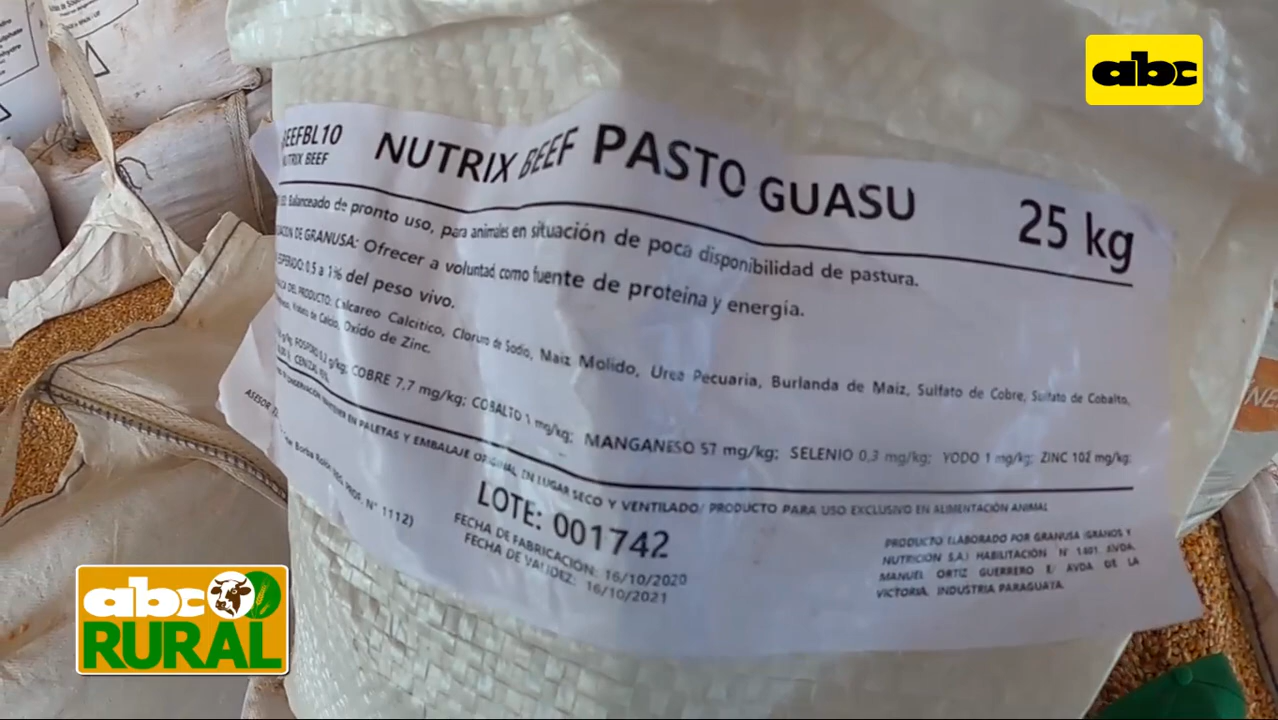 abc
BEEFBL10
NUTRIX BEEF
NUTRIX BEEF PASTO GUASU 25 kg
Balanceado de pronto uso, para animales en situación de poca disponibilidad de pastura.
DE GRANUSA: Ofrecer a voluntad como fuente de proteína y energía.
0,5 a 1% del peso vivo.
DEL PRODUCTO: Calcareo Calcítico, Cloruro de Sodio, Maíz Molido, Urea Pecuaria, Burlanda de Maíz, Sulfato de Cobre, Sulfato de Cobalto,
de Calcio, Oxido de Zinc.
COBRE 7,7 mg/kg; COBALTO 1 mg/kg; MANGANESO 57 mg/kg; SELENIO 0,3 mg/kg; YODO 1 mg/kg; ZINC 102 mg/kg;
MANTENER EN PALETAS Y EMBALAJE ORIGINAL EN LUGAR SECO Y VENTILADO/ PRODUCTO PARA USO EXCLUSIVO EN ALIMENTACIÓN ANIMAL
ASESOR
N° 1112)
LOTE: 001742
FECHA DE FABRICACIÓN: 16/10/2020
FECHA DE VALIDEZ: 16/10/2021
PRODUCTO ELABORADO POR GRANUSA (GRANOS Y
NUTRICION S.A.) HABILITACIÓN N° 1.601. AVDA.
MANUEL ORTIZ GUERRERO E/ AVDA DE LA
VICTORIA. INDUSTRIA PARAGUAYA.
abc
RURAL